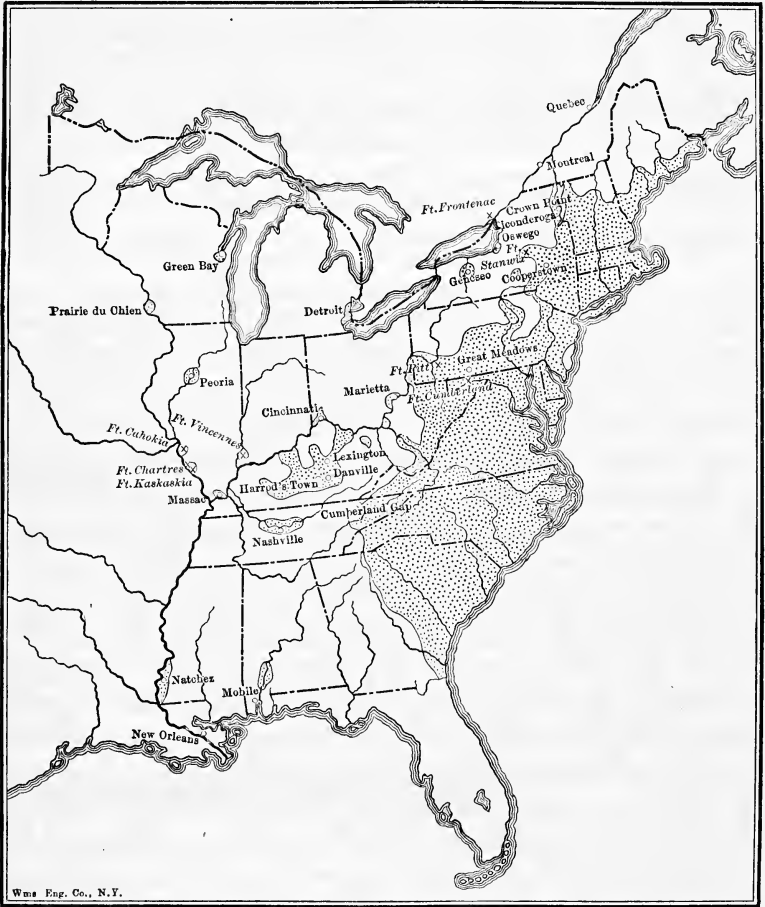 Quebec
Montreal
Ft. Frontenac
Crown Point
Ticonderoga
Oswego
Ft.
Stanwix
Geneseo
Cooperstown
Green Bay
Prairie du Chien
Detroit
Peoria
Ft. Pitt
Great Meadows
Marietta
Ft. Cumberland
Cincinnati
Ft. Vincennes
Ft. Cahokia
Lexington
Danville
Ft. Chartres
Ft. Kaskaskia
Harrod's Town
Massac
Cumberland Gap
Nashville
Natchez
Mobile
New Orleans
Wms Eng. Co., N.Y.